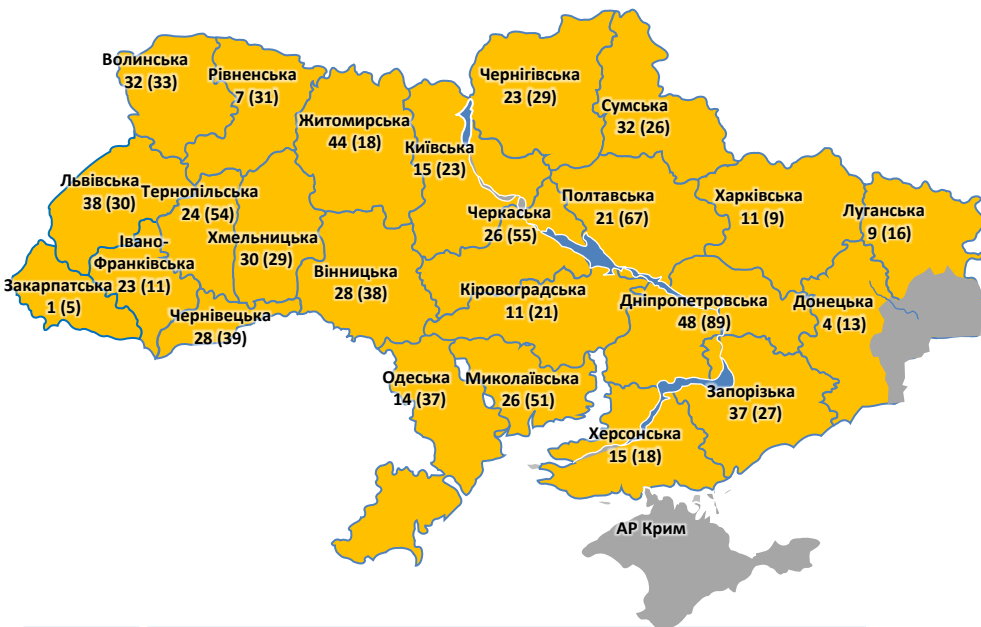 Волинська
32 (33)
Рівненська
7 (31)
Житомирська
44 (18)
Київська
15 (23)
Чернігівська
23 (29)
Сумська
32 (26)
Львівська
38 (30)
Тернопільська
24 (54)
Хмельницька
30 (29)
Івано-
Франківська
23 (11)
Закарпатська
1 (5)
Чернівецька
28 (39)
Вінницька
28 (38)
Черкаська
26 (55)
Полтавська
21 (67)
Харківська
11 (9)
Луганська
9 (16)
Кіровоградська
11 (21)
Дніпропетровська
48 (89)
Донецька
4 (13)
Одеська
14 (37)
Миколаївська
26 (51)
Запорізька
37 (27)
Херсонська
15 (18)
АР Крим